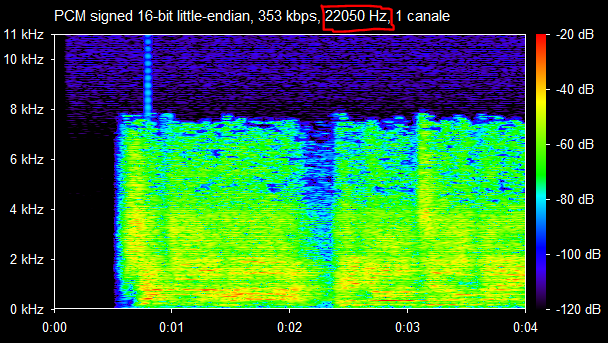 PCM signed 16-bit little-endian, 353 kbps, 22050 Hz, 1 canale
11 kHz
10 kHz
8 kHz
6 kHz
4 kHz
2 kHz
0 kHz
-20 dB
-40 dB
-60 dB
-80 dB
-100 dB
-120 dB
0:00 0:01 0:02 0:03 0:04